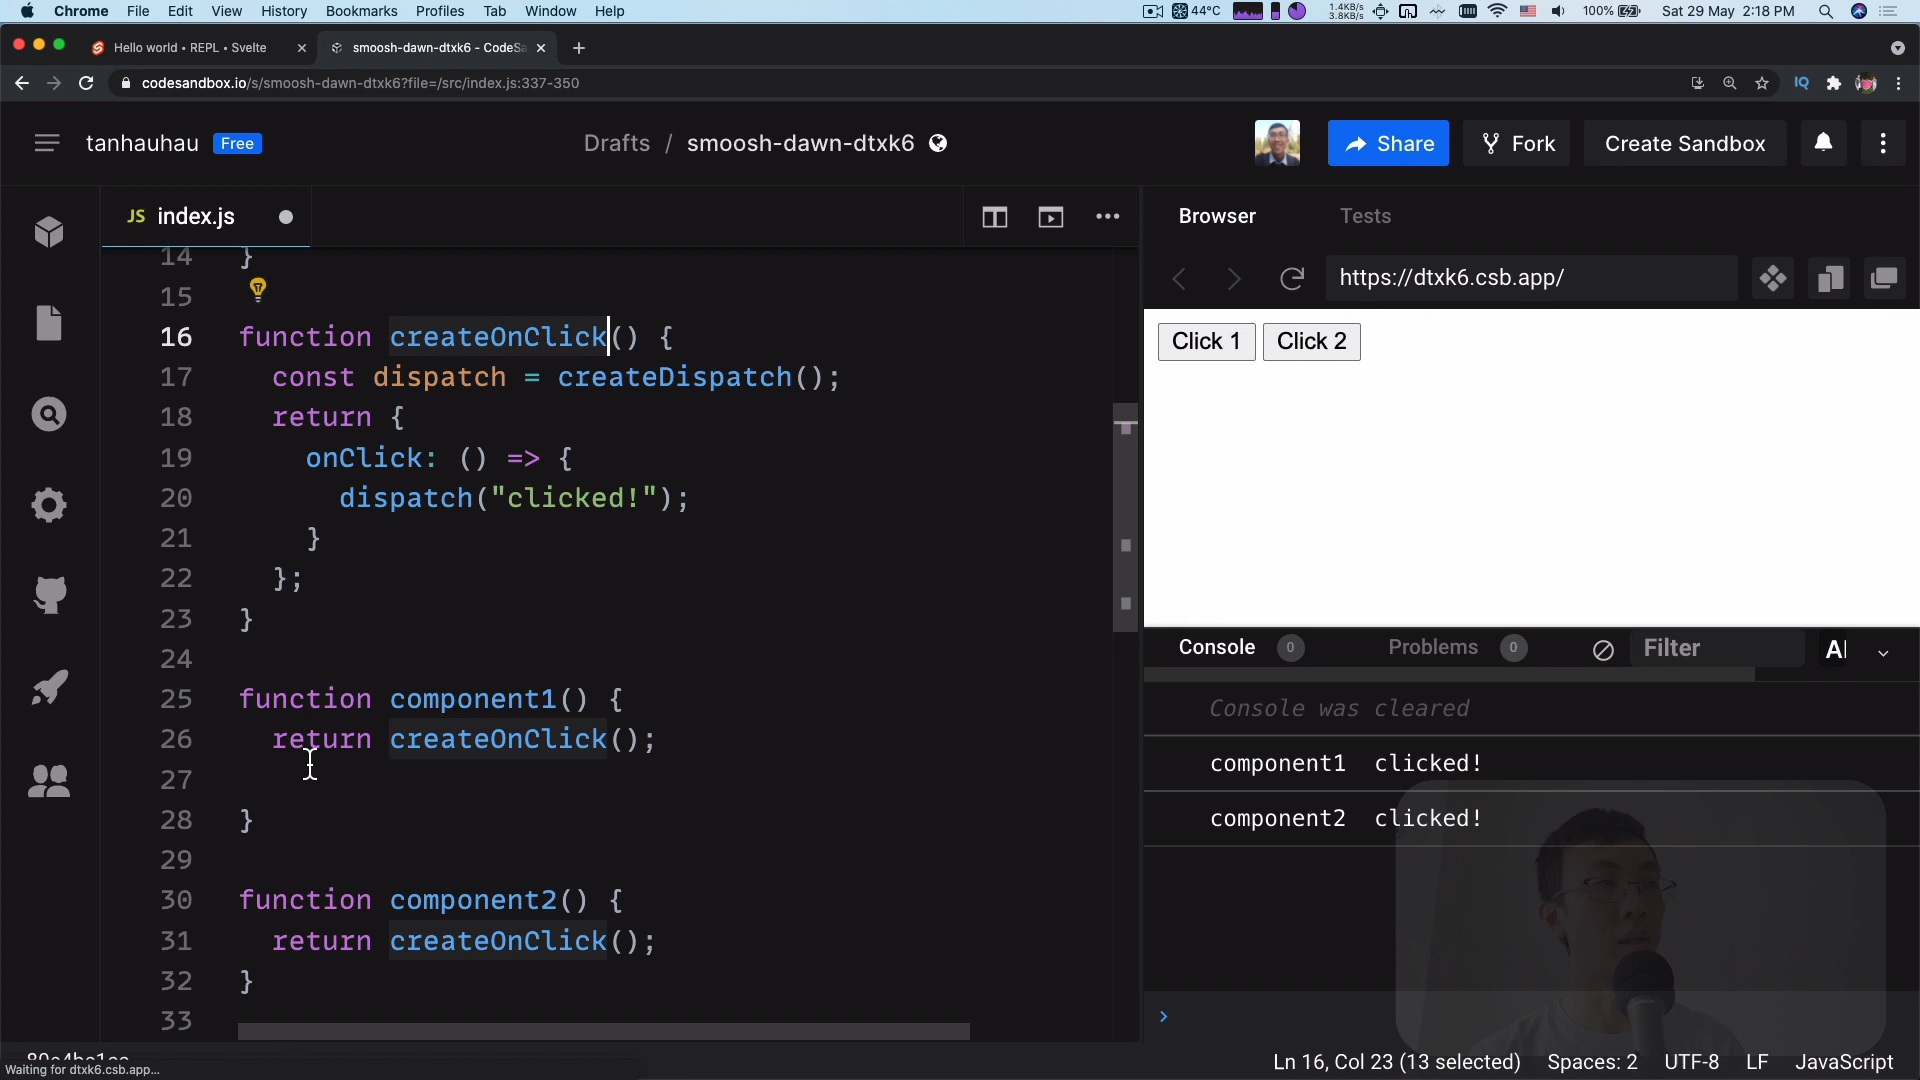 Chrome File Edit View History Bookmarks Profiles Tab Window Help
44°C 1.4KB/s 3.8KB/s 100% Sat 29 May 2:18 PM
Hello world • REPL • Svelte
smoosh-dawn-dtxk6 - CodeSa
codesandbox.io/s/smoosh-dawn-dtxk6?file=/src/index.js:337-350
IQ
tanhauhau Free
Drafts / smoosh-dawn-dtxk6
Share Fork Create Sandbox
JS index.js
Browser Tests
https://dtxk6.csb.app/
14 }
15
16 function createOnClick() {
17 const dispatch = createDispatch();
18 return {
19 onClick: () => {
20 dispatch("clicked!");
21 }
22 };
23 }
24
25 function component1() {
26 return createOnClick();
27
28 }
29
30 function component2() {
31 return createOnClick();
32 }
33
Click 1 Click 2
Console 0 Problems 0 Filter
Console was cleared
component1 clicked!
component2 clicked!
Waiting for dtxk6.csb.app...
Ln 16, Col 23 (13 selected) Spaces: 2 UTF-8 LF JavaScript